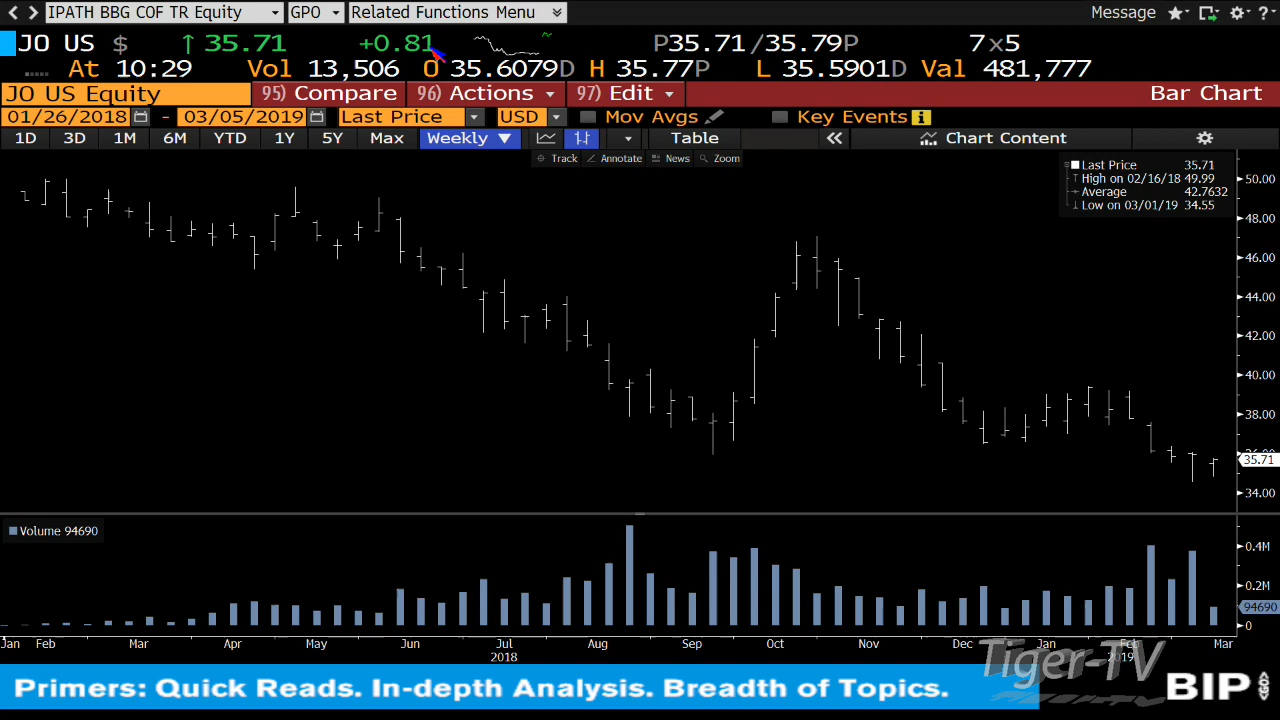 IPATH BBG COF TR Equity GPO Related Functions Menu Message
JO US $ ↑ 35.71 +0.81 P35.71/35.79P 7x5
At 10:29 Vol 13,506 O 35.6079D H 35.77P L 35.5901D Val 481,777
JO US Equity 95) Compare 96) Actions 97) Edit Bar Chart
01/26/2018 - 03/05/2019 Last Price USD Mov Avgs Key Events
1D 3D 1M 6M YTD 1Y 5Y Max Weekly ▼ Table « Chart Content
Track Annotate News Zoom
Last Price 35.71
High on 02/16/18 49.99
Average 42.7632
Low on 03/01/19 34.55
50.00
48.00
46.00
44.00
42.00
40.00
38.00
35.71
34.00
Volume 94690
0.4M
0.2M
94690
0
Jan Feb Mar Apr May Jun Jul Aug Sep Oct Nov Dec Jan Feb Mar
2018 2019
Tiger-TV
Primers: Quick Reads. In-depth Analysis. Breadth of Topics.
BIP